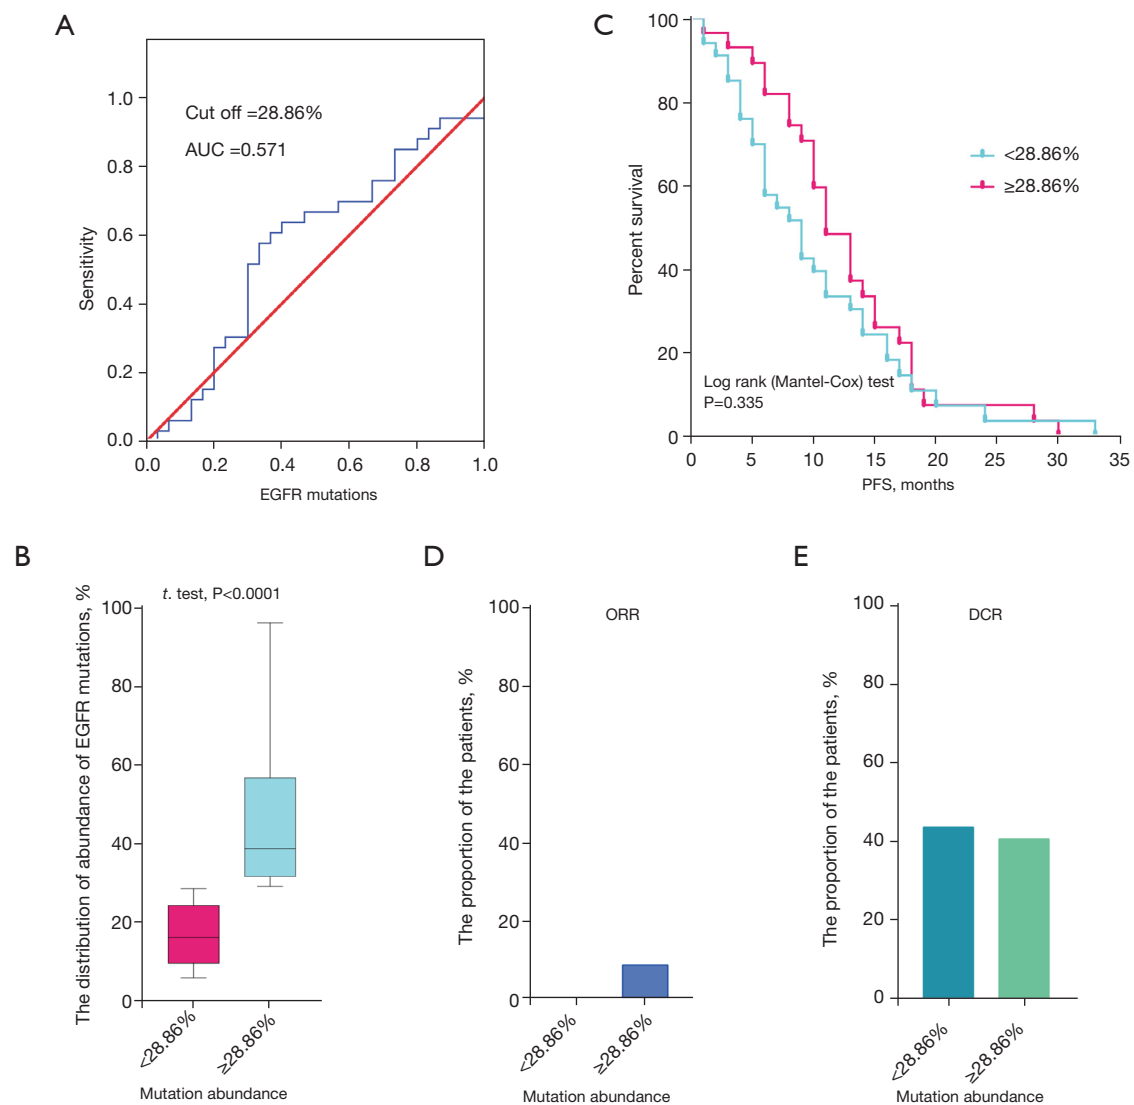 A
Cut off =28.86%
AUC =0.571
Sensitivity
1.0
0.8
0.6
0.4
0.2
0.0
0.0
0.2
0.4
0.6
0.8
1.0
EGFR mutations
C
Percent survival
100
80
60
40
20
0
<28.86%
≥28.86%
Log rank (Mantel-Cox) test
P=0.335
0
5
10
15
20
25
30
35
PFS, months
B
t. test, P<0.0001
The distribution of abundance of EGFR mutations, %
100
80
60
40
20
0
<28.86%
≥28.86%
Mutation abundance
D
ORR
The proportion of the patients, %
100
80
60
40
20
0
<28.86%
≥28.86%
Mutation abundance
E
DCR
The proportion of the patients, %
100
80
60
40
20
0
<28.86%
≥28.86%
Mutation abundance